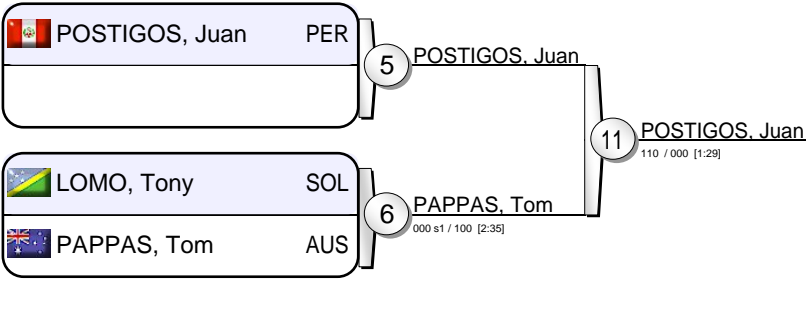 POSTIGOS, Juan PER
5
POSTIGOS, Juan
11
POSTIGOS, Juan
110 / 000 [1:29]
LOMO, Tony SOL
6
PAPPAS, Tom
000 s1 / 100 [2:35]
PAPPAS, Tom AUS